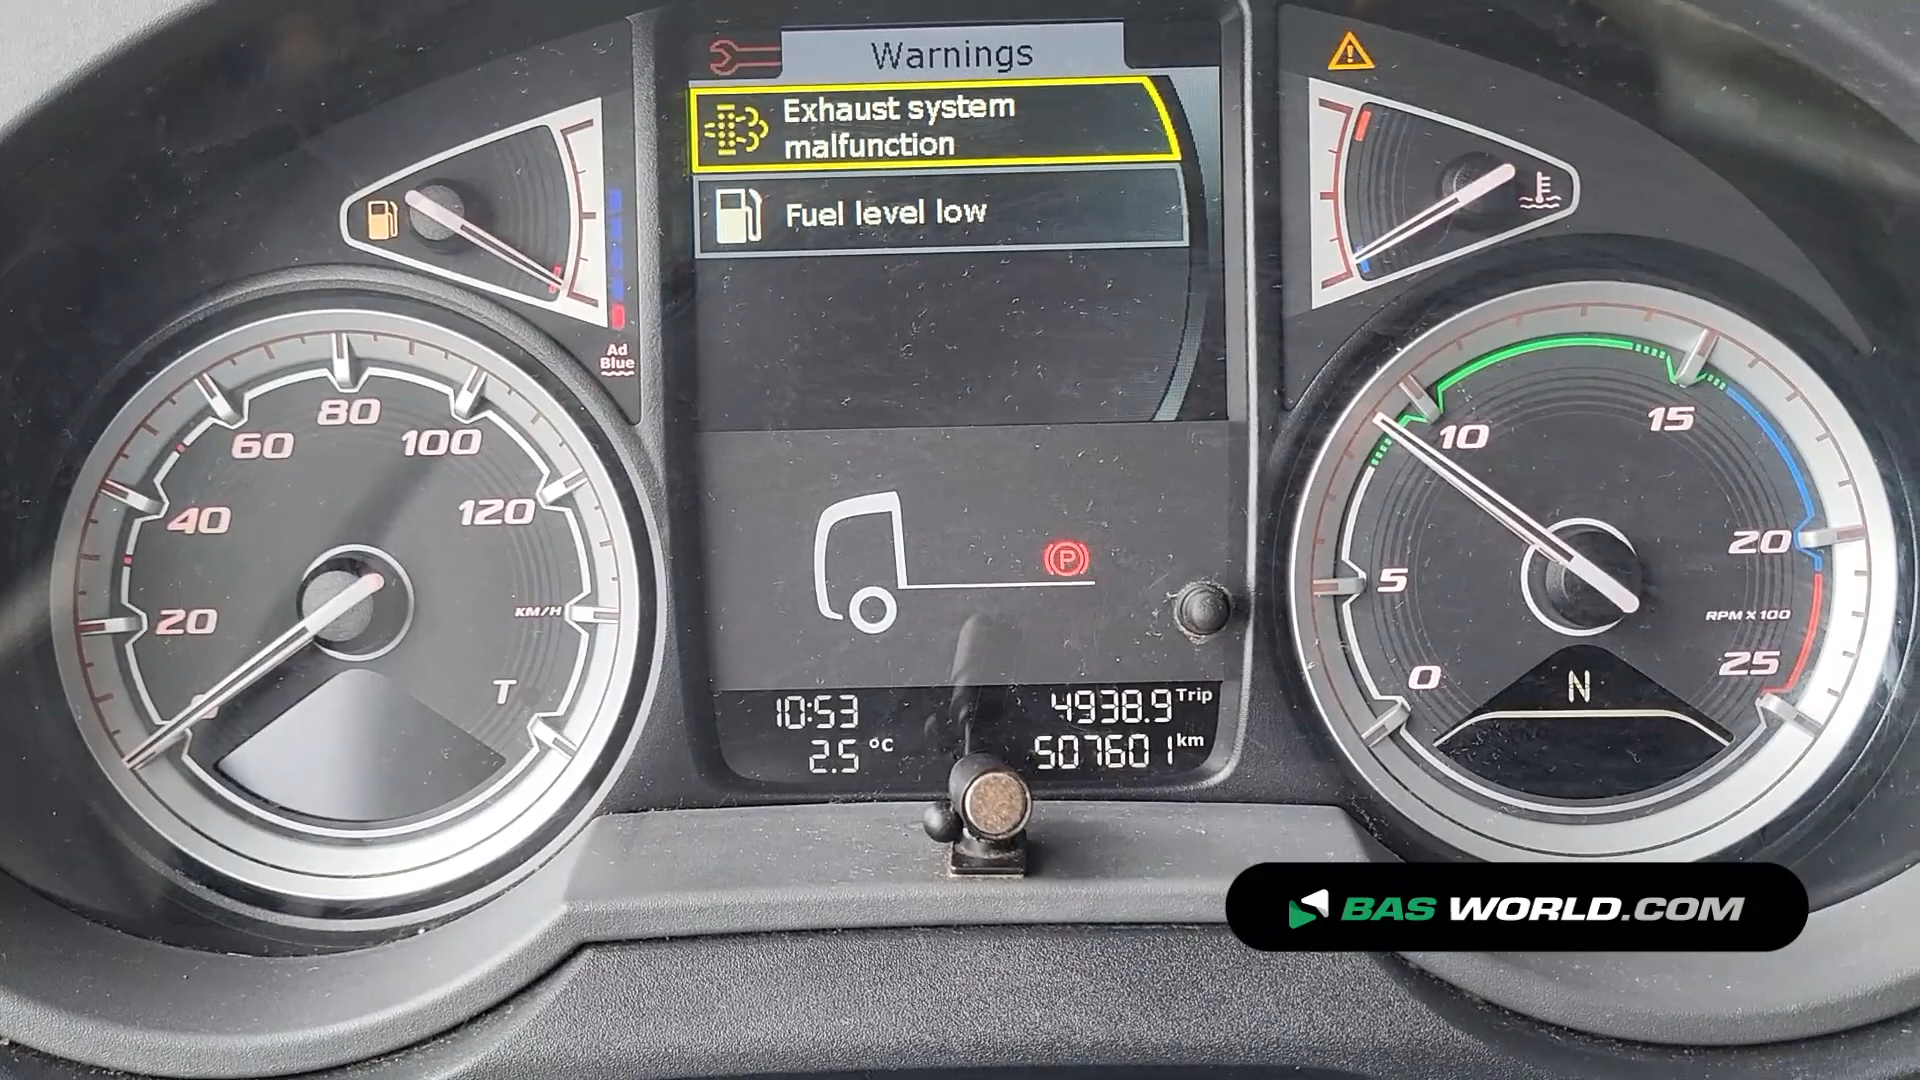 Warnings
Exhaust system
malfunction
Fuel level low
Ad
Blue
20
40
60
80
100
120
KM/H
T
P
10:53
2.5 °C
4938.9 Trip
507601 km
0
5
10
15
20
25
RPM X 100
N
BAS WORLD.COM